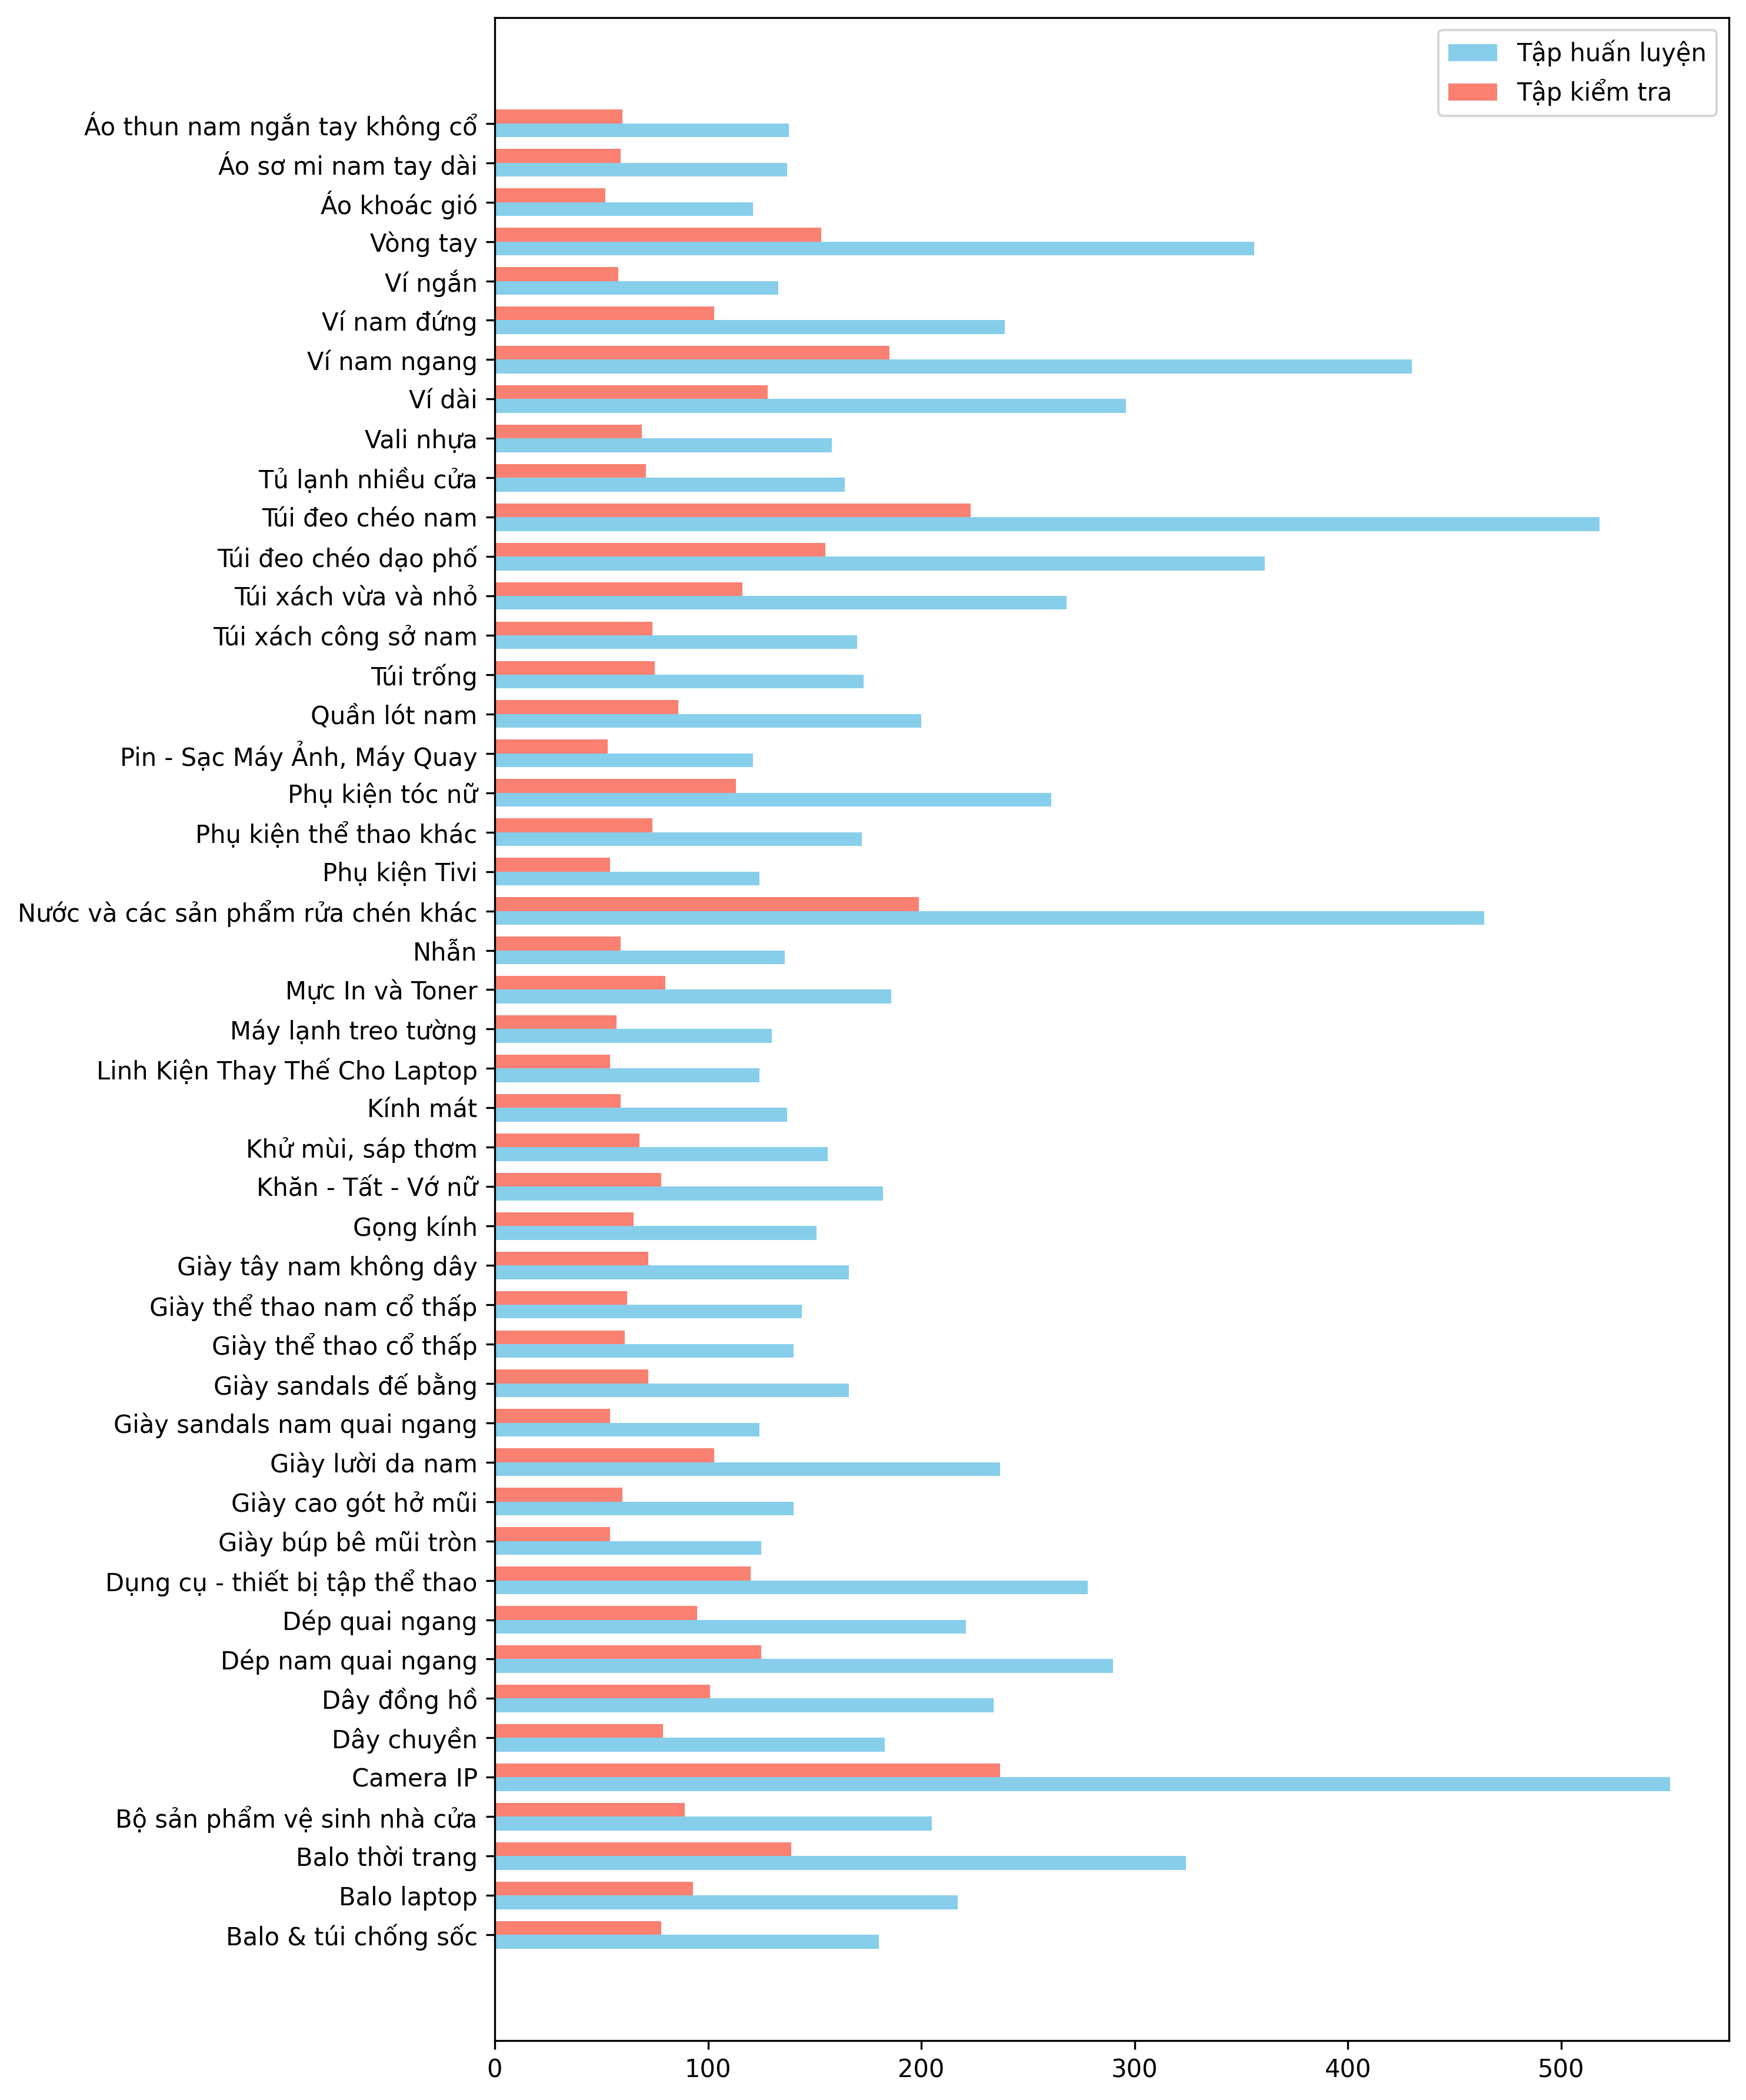 Tập huấn luyện
Tập kiểm tra
Áo thun nam ngắn tay không cổ
Áo sơ mi nam tay dài
Áo khoác gió
Vòng tay
Ví ngắn
Ví nam đứng
Ví nam ngang
Ví dài
Vali nhựa
Tủ lạnh nhiều cửa
Túi đeo chéo nam
Túi đeo chéo dạo phố
Túi xách vừa và nhỏ
Túi xách công sở nam
Túi trống
Quần lót nam
Pin - Sạc Máy Ảnh, Máy Quay
Phụ kiện tóc nữ
Phụ kiện thể thao khác
Phụ kiện Tivi
Nước và các sản phẩm rửa chén khác
Nhẫn
Mực In và Toner
Máy lạnh treo tường
Linh Kiện Thay Thế Cho Laptop
Kính mát
Khử mùi, sáp thơm
Khăn - Tất - Vớ nữ
Gọng kính
Giày tây nam không dây
Giày thể thao nam cổ thấp
Giày thể thao cổ thấp
Giày sandals đế bằng
Giày sandals nam quai ngang
Giày lười da nam
Giày cao gót hở mũi
Giày búp bê mũi tròn
Dụng cụ - thiết bị tập thể thao
Dép quai ngang
Dép nam quai ngang
Dây đồng hồ
Dây chuyền
Camera IP
Bộ sản phẩm vệ sinh nhà cửa
Balo thời trang
Balo laptop
Balo & túi chống sốc
0 100 200 300 400 500